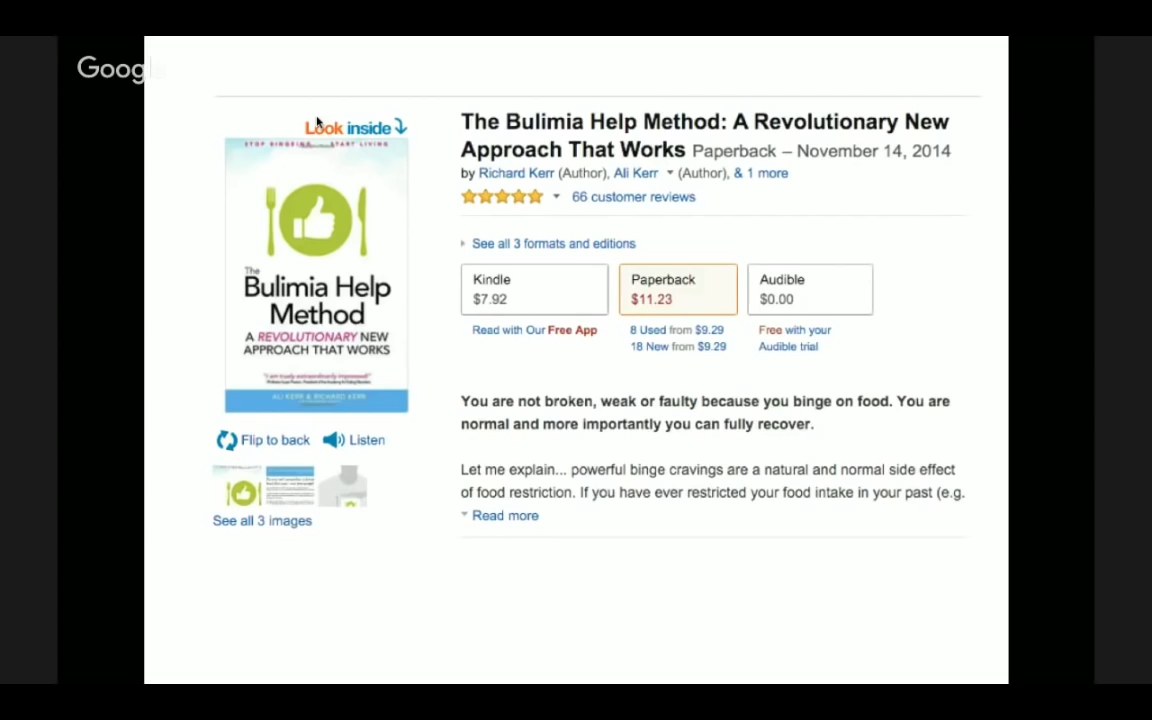 Google
Look inside
STOP BINGEING START LIVING
The
Bulimia Help
Method
A REVOLUTIONARY NEW
APPROACH THAT WORKS
ALI KERR & RICHARD KERR
Flip to back Listen
See all 3 images
The Bulimia Help Method: A Revolutionary New
Approach That Works Paperback – November 14, 2014
by Richard Kerr (Author), Ali Kerr (Author), & 1 more
66 customer reviews
See all 3 formats and editions
Kindle
$7.92
Read with Our Free App
Paperback
$11.23
8 Used from $9.29
18 New from $9.29
Audible
$0.00
Free with your
Audible trial
You are not broken, weak or faulty because you binge on food. You are
normal and more importantly you can fully recover.
Let me explain... powerful binge cravings are a natural and normal side effect
of food restriction. If you have ever restricted your food intake in your past (e.g.
Read more